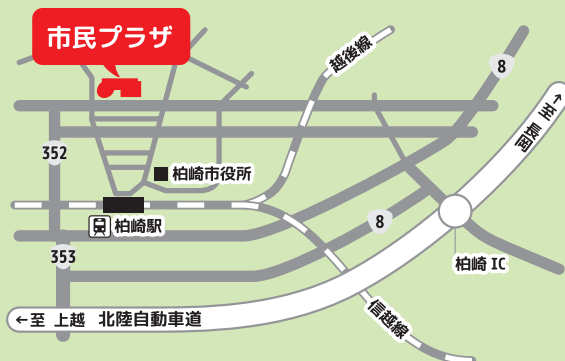 市民プラザ
越後線
8
→至 長岡
352
柏崎市役所
柏崎駅
8
353
柏崎 IC
←至 上越 北陸自動車道
信越線